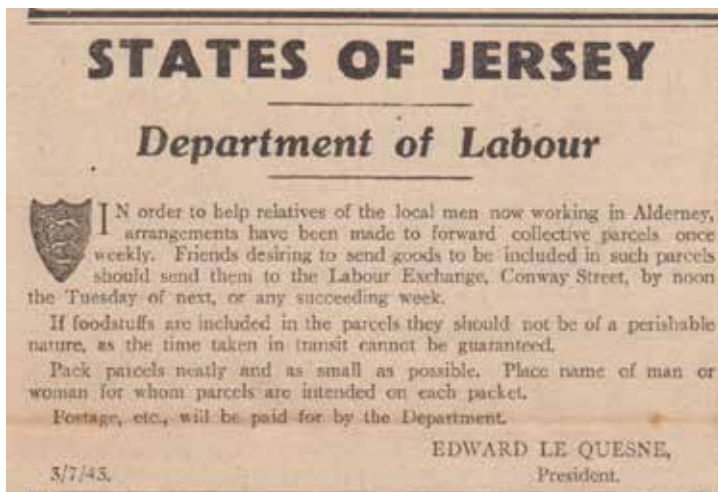 STATES OF JERSEY
Department of Labour
IN order to help relatives of the local men now working in Alderney,
arrangements have been made to forward collective parcels once
weekly. Friends desiring to send goods to be included in such parcels
should send them to the Labour Exchange, Conway Street, by noon
the Tuesday of next, or any succeeding week.
If foodstuffs are included in the parcels they should not be of a perishable
nature, as the time taken in transit cannot be guaranteed.
Pack parcels neatly and as small as possible. Place name of man or
woman for whom parcels are intended on each packet.
Postage, etc., will be paid for by the Department.
EDWARD LE QUESNE,
3/7/43. President.